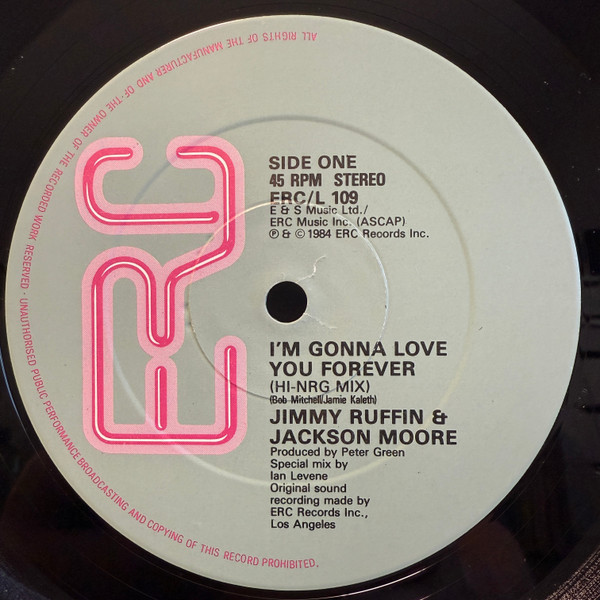 ALL RIGHTS OF THE MANUFACTURER AND OF THE OWNER OF THE RECORDED WORK RESERVED · UNAUTHORISED PUBLIC PERFORMANCE BROADCASTING AND COPYING OF THIS RECORD PROHIBITED.
ERC
SIDE ONE
45 RPM STEREO
ERC/L 109
E & S Music Ltd./
ERC Music Inc. (ASCAP)
℗ & © 1984 ERC Records Inc.
I'M GONNA LOVE
YOU FOREVER
(HI-NRG MIX)
(Bob Mitchell/Jamie Kaleth)
JIMMY RUFFIN &
JACKSON MOORE
Produced by Peter Green
Special mix by
Ian Levene
Original sound
recording made by
ERC Records Inc.,
Los Angeles